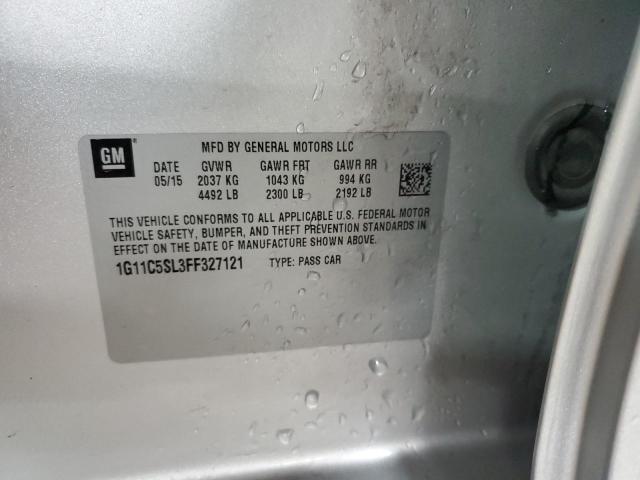 GM
MFD BY GENERAL MOTORS LLC
DATE GVWR GAWR FRT GAWR RR
05/15 2037 KG 1043 KG 994 KG
4492 LB 2300 LB 2192 LB
THIS VEHICLE CONFORMS TO ALL APPLICABLE U.S. FEDERAL MOTOR
VEHICLE SAFETY, BUMPER, AND THEFT PREVENTION STANDARDS IN
EFFECT ON THE DATE OF MANUFACTURE SHOWN ABOVE.
1G11C5SL3FF327121 TYPE: PASS CAR